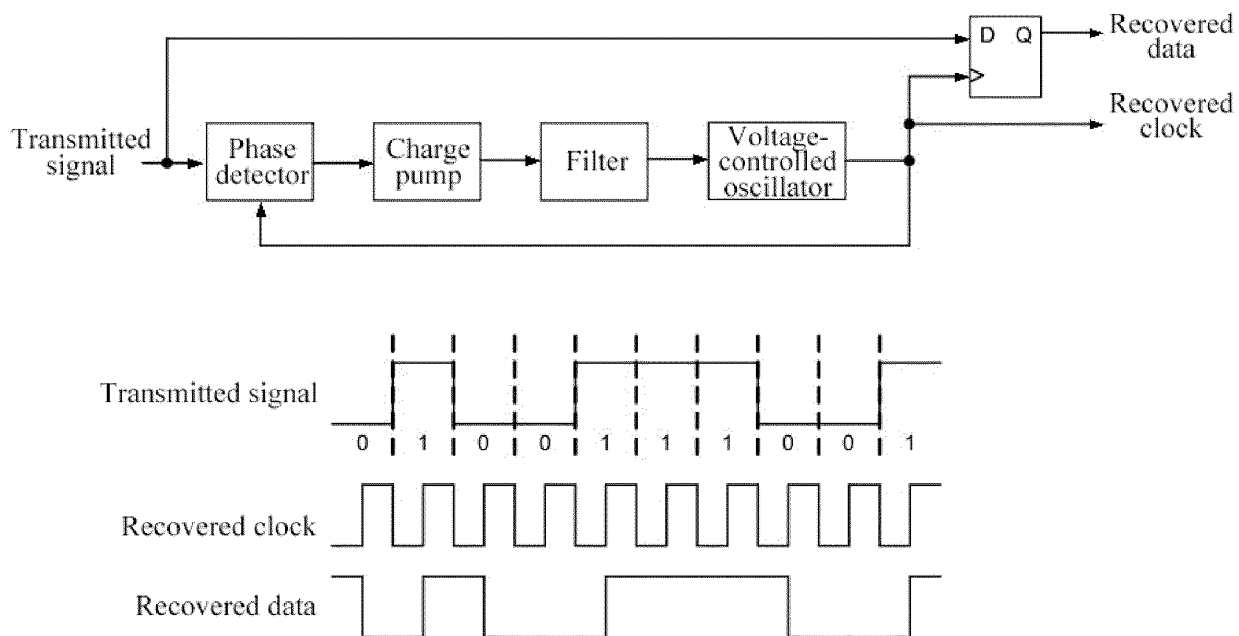 D Q
Recovered
data
Recovered
clock
Transmitted
signal
Phase
detector
Charge
pump
Filter
Voltage-
controlled
oscillator
Transmitted signal
0 1 0 0 1 1 1 0 0 1
Recovered clock
Recovered data